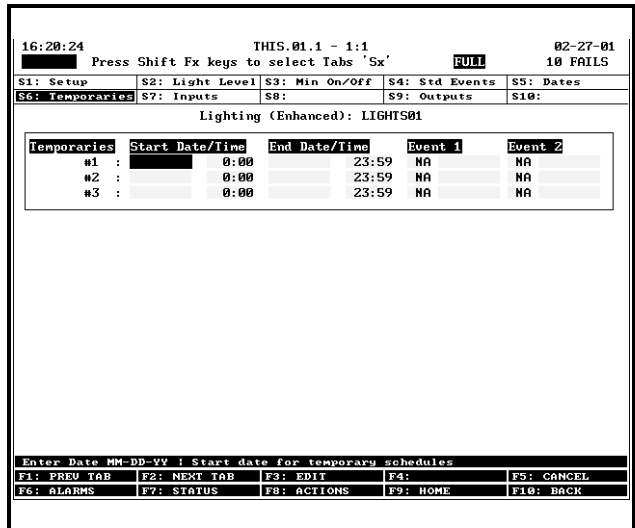 16:20:24 THIS.01.1 - 1:1 02-27-01
Press Shift Fx keys to select Tabs 'Sx' FULL 10 FAILS
S1: Setup S2: Light Level S3: Min On/Off S4: Std Events S5: Dates
S6: Temporaries S7: Inputs S8: S9: Outputs S10:
Lighting (Enhanced): LIGHTS01
Temporaries Start Date/Time End Date/Time Event 1 Event 2
#1 : 0:00 23:59 NA NA
#2 : 0:00 23:59 NA NA
#3 : 0:00 23:59 NA NA
Enter Date MM-DD-YY ¦ Start date for temporary schedules
F1: PREV TAB F2: NEXT TAB F3: EDIT F4: F5: CANCEL
F6: ALARMS F7: STATUS F8: ACTIONS F9: HOME F10: BACK